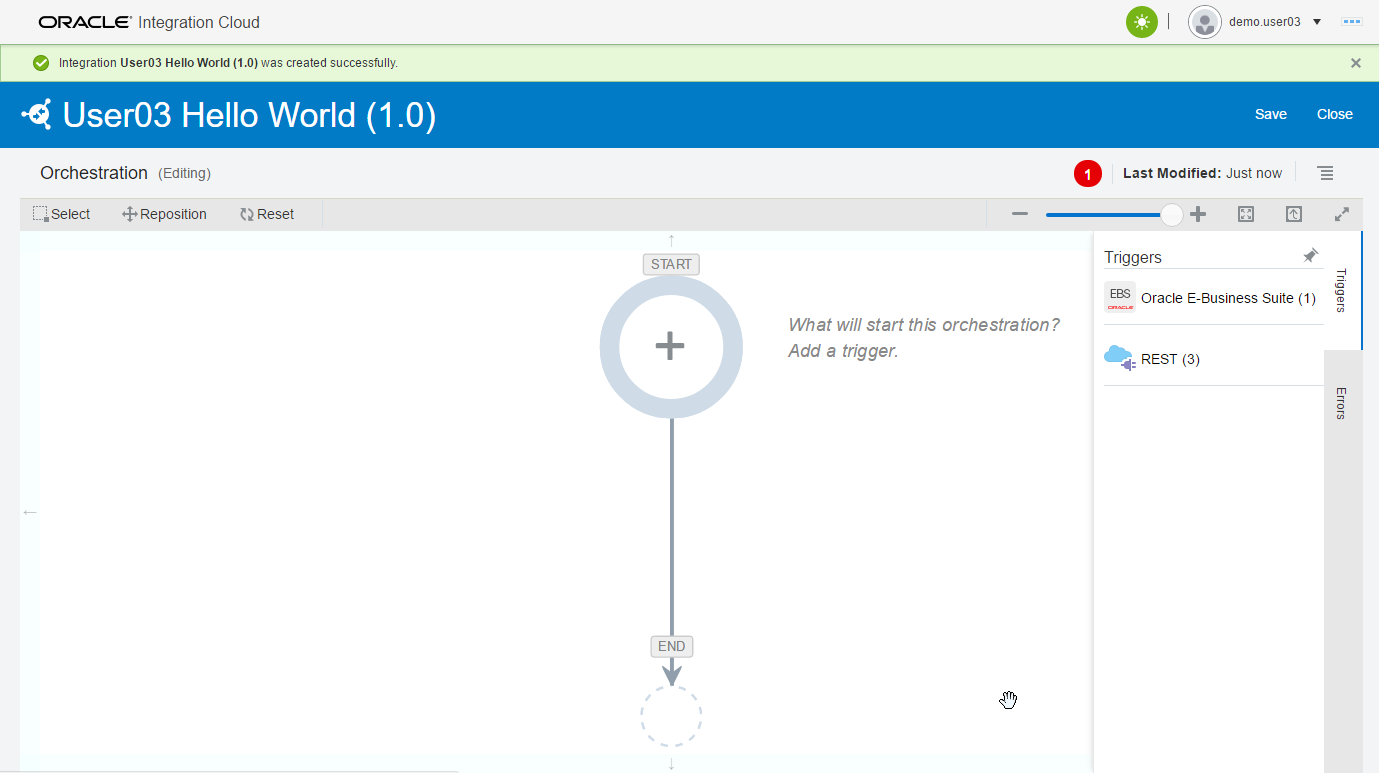 ORACLE Integration Cloud
demo.user03
Integration User03 Hello World (1.0) was created successfully.
User03 Hello World (1.0)
Save
Close
Orchestration (Editing)
1
Last Modified: Just now
Select
Reposition
Reset
START
What will start this orchestration?
Add a trigger.
END
Triggers
EBS
ORACLE
Oracle E-Business Suite (1)
REST (3)
Triggers
Errors